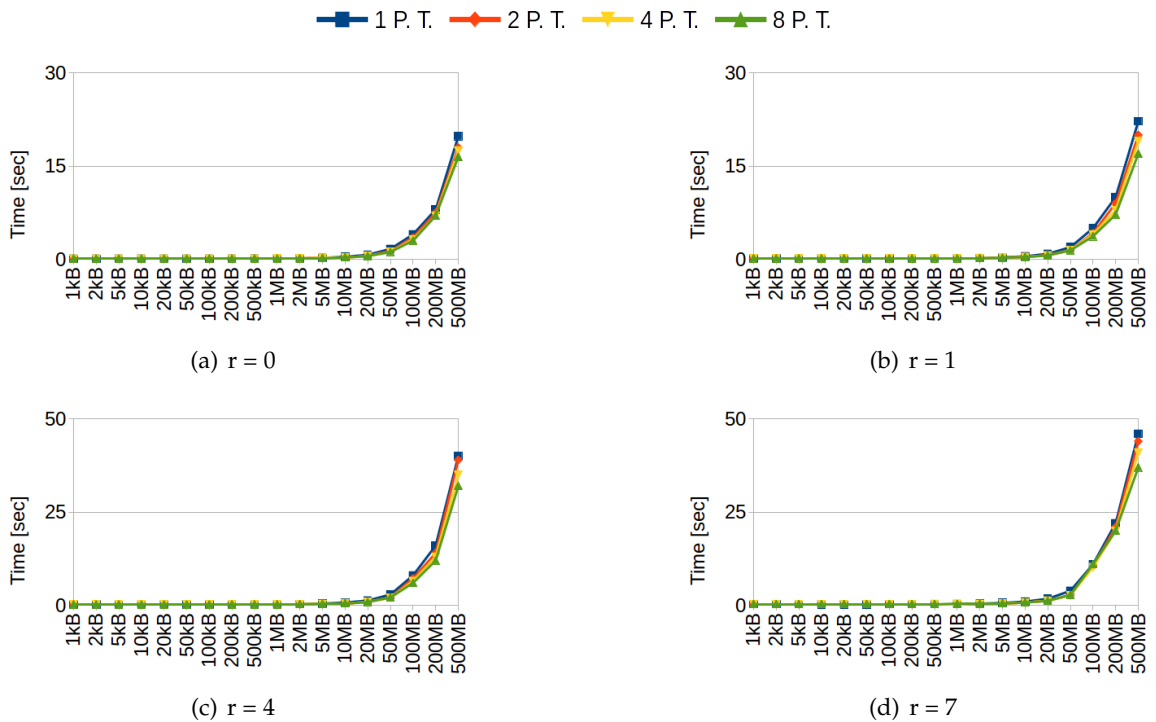 1 P. T. 2 P. T. 4 P. T. 8 P. T.
30
15
0
Time [sec]
1kB 2kB 5kB 10kB 20kB 50kB 100kB 200kB 500kB 1MB 2MB 5MB 10MB 20MB 50MB 100MB 200MB 500MB
(a) r = 0
30
15
0
Time [sec]
1kB 2kB 5kB 10kB 20kB 50kB 100kB 200kB 500kB 1MB 2MB 5MB 10MB 20MB 50MB 100MB 200MB 500MB
(b) r = 1
50
25
0
Time [sec]
1kB 2kB 5kB 10kB 20kB 50kB 100kB 200kB 500kB 1MB 2MB 5MB 10MB 20MB 50MB 100MB 200MB 500MB
(c) r = 4
50
25
0
Time [sec]
1kB 2kB 5kB 10kB 20kB 50kB 100kB 200kB 500kB 1MB 2MB 5MB 10MB 20MB 50MB 100MB 200MB 500MB
(d) r = 7